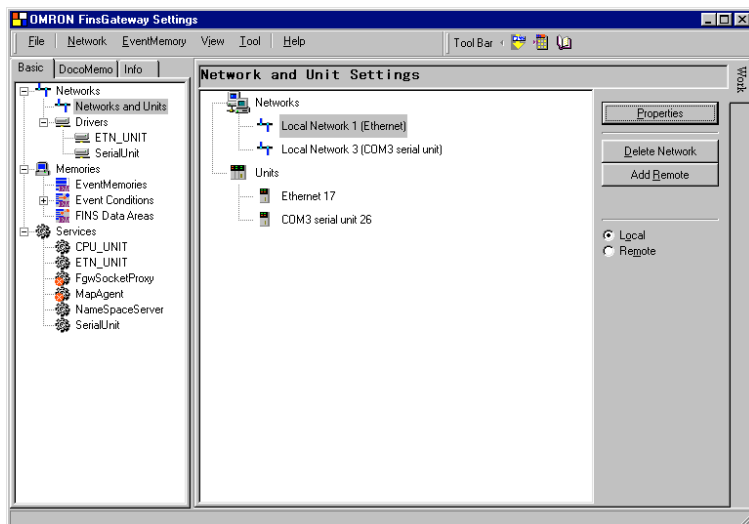 OMRON FinsGateway Settings
File Network EventMemory View Tool Help Tool Bar
Basic DocoMemo Info
Networks
Networks and Units
Drivers
ETN_UNIT
SerialUnit
Memories
EventMemories
Event Conditions
FINS Data Areas
Services
CPU_UNIT
ETN_UNIT
FgwSocketProxy
MapAgent
NameSpaceServer
SerialUnit
Network and Unit Settings
Networks
Local Network 1 (Ethernet)
Local Network 3 (COM3 serial unit)
Units
Ethernet 17
COM3 serial unit 26
Properties
Delete Network
Add Remote
Local
Remote
Work